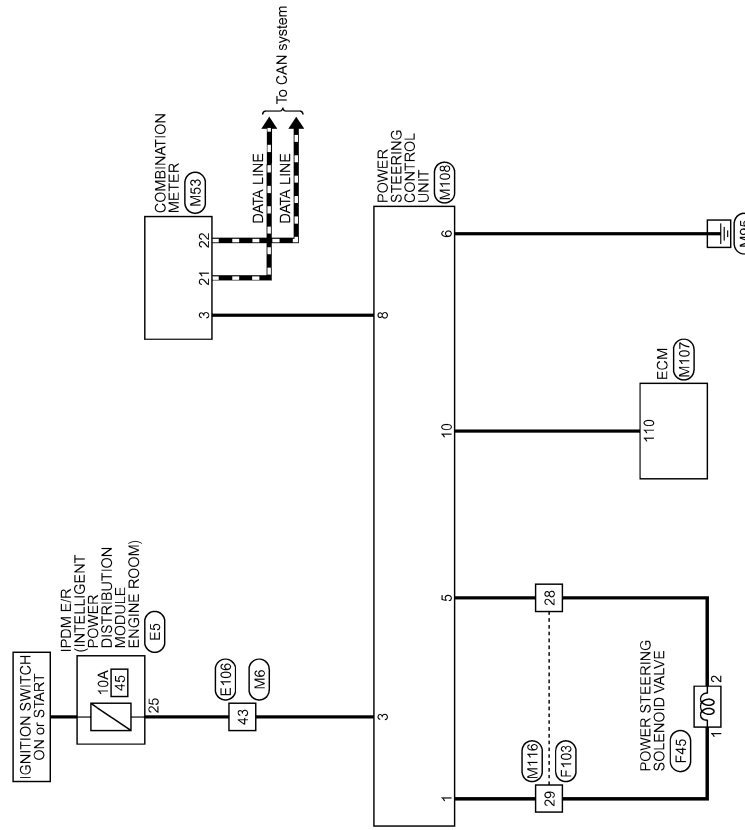 IGNITION SWITCH
ON or START
IPDM E/R
(INTELLIGENT
POWER
DISTRIBUTION
MODULE
ENGINE ROOM)
E5
10A
45
25
E106
M6
43
3
COMBINATION
METER
M53
3
21
22
DATA LINE
DATA LINE
To CAN system
8
POWER
STEERING
CONTROL
UNIT
M108
1
5
10
6
M116
F103
29
28
POWER STEERING
SOLENOID VALVE
F45
1
2
110
ECM
M107